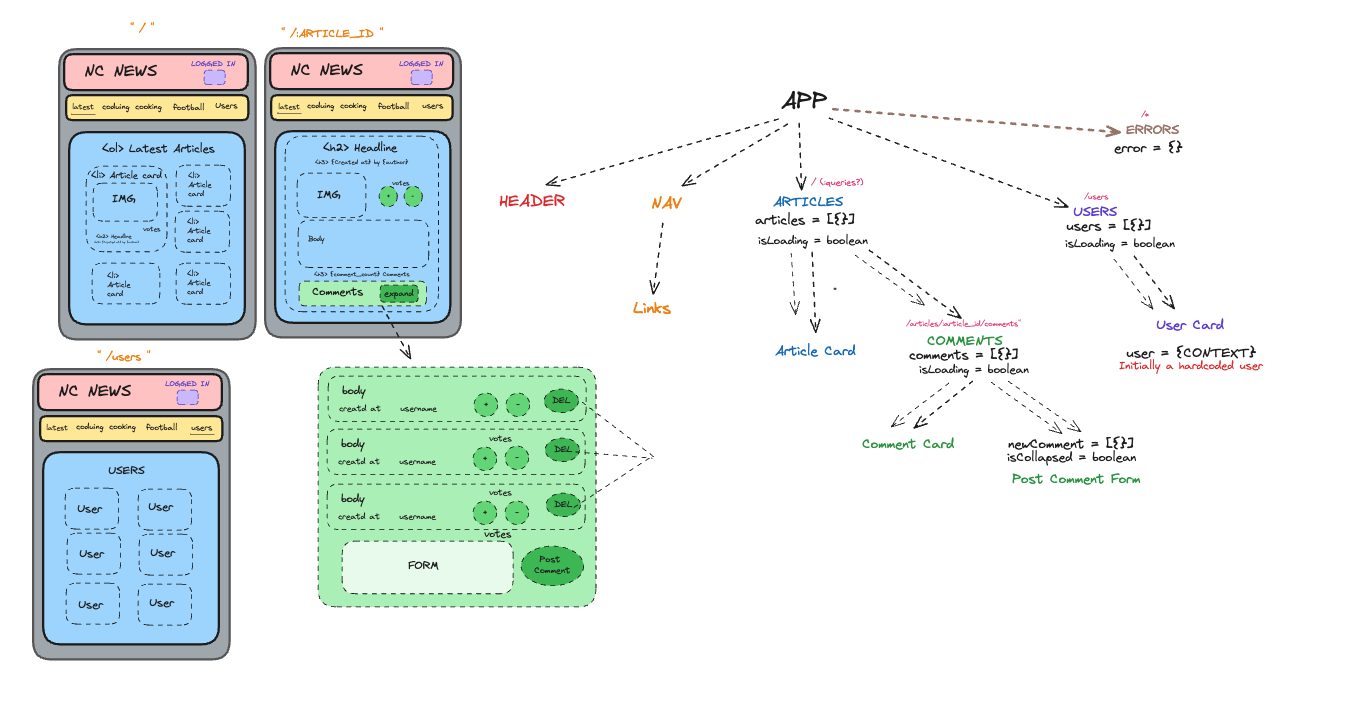 " / "
NC NEWS
LOGGED IN
latest
coduing
cooking
football
Users
<ol> Latest Articles
<li> Article card
IMG
votes
<h2> Headline
<li>
Article
card
<li>
Article
card
<li>
Article
card
<li>
Article
card
" /:ARTICLE_ID "
NC NEWS
LOGGED IN
latest
coduing
cooking
football
users
<h2> Headline
<h3> {Created at} by {author}
IMG
votes
+
-
Body
<h3> {comment_count} Comments
Comments
expand
" /users "
NC NEWS
LOGGED IN
latest
coduing
cooking
football
users
USERS
User
User
User
User
User
User
body
creatd at
username
+
-
DEL
votes
body
creatd at
username
+
-
DEL
votes
body
creatd at
username
+
-
DEL
votes
FORM
Post
Comment
APP
HEADER
NAV
Links
/ (:queries?)
ARTICLES
articles = [{}]
isLoading = boolean
Article Card
/articles/article_id/comments"
COMMENTS
comments = [{}]
isLoading = boolean
Comment Card
newComment = [{}]
isCollapsed = boolean
Post Comment Form
/*
ERRORS
error = {}
/users
USERS
users = [{}]
isLoading = boolean
User Card
user = {CONTEXT}
Initially a hardcoded user